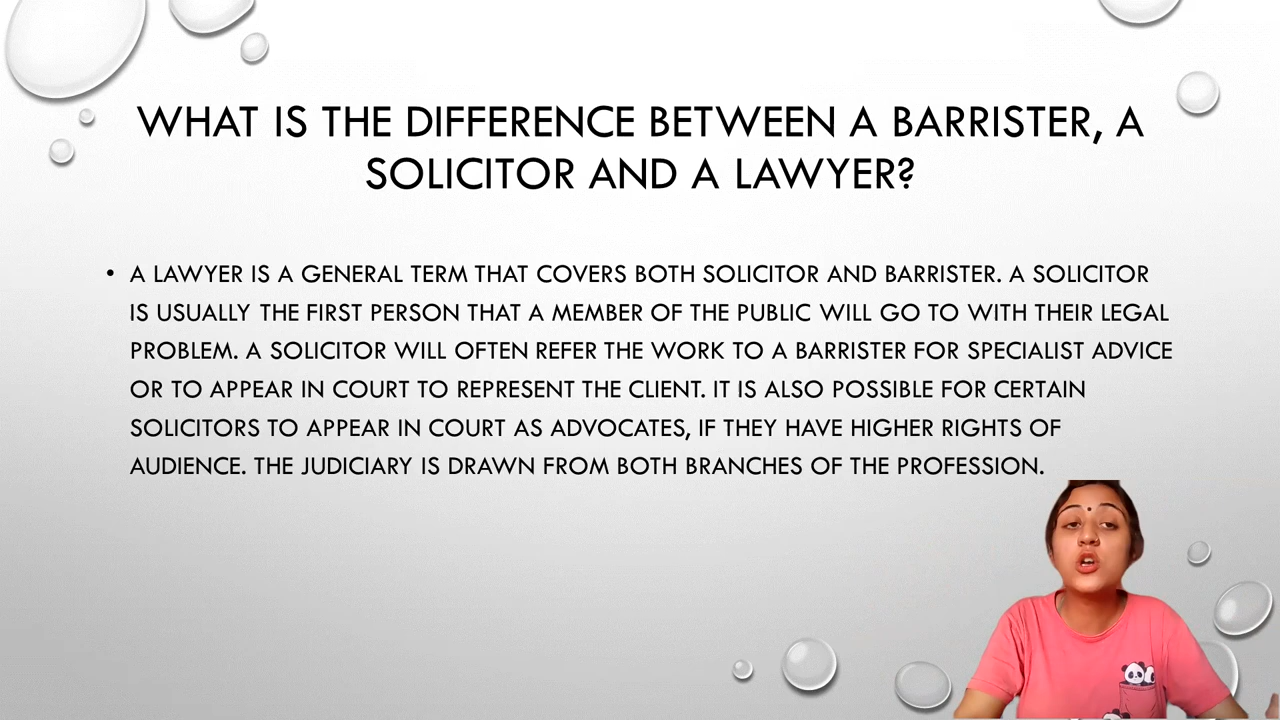 WHAT IS THE DIFFERENCE BETWEEN A BARRISTER, A
SOLICITOR AND A LAWYER?
• A LAWYER IS A GENERAL TERM THAT COVERS BOTH SOLICITOR AND BARRISTER. A SOLICITOR
IS USUALLY THE FIRST PERSON THAT A MEMBER OF THE PUBLIC WILL GO TO WITH THEIR LEGAL
PROBLEM. A SOLICITOR WILL OFTEN REFER THE WORK TO A BARRISTER FOR SPECIALIST ADVICE
OR TO APPEAR IN COURT TO REPRESENT THE CLIENT. IT IS ALSO POSSIBLE FOR CERTAIN
SOLICITORS TO APPEAR IN COURT AS ADVOCATES, IF THEY HAVE HIGHER RIGHTS OF
AUDIENCE. THE JUDICIARY IS DRAWN FROM BOTH BRANCHES OF THE PROFESSION.